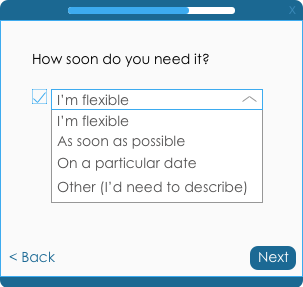 X
How soon do you need it?
I'm flexible
I'm flexible
As soon as possible
On a particular date
Other (I'd need to describe)
< Back
Next